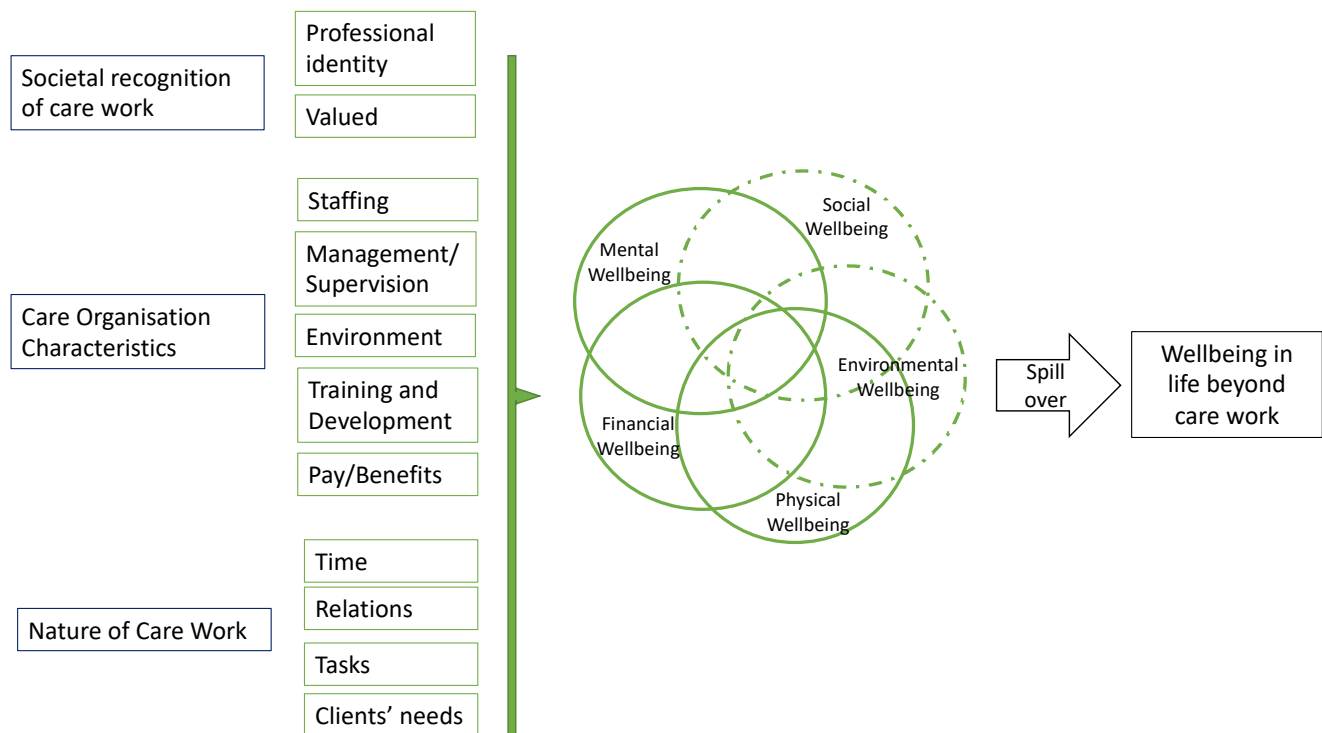 Societal recognition
of care work
Professional
identity
Valued
Care Organisation
Characteristics
Staffing
Management/
Supervision
Environment
Training and
Development
Pay/Benefits
Nature of Care Work
Time
Relations
Tasks
Clients’ needs
Mental
Wellbeing
Social
Wellbeing
Environmental
Wellbeing
Financial
Wellbeing
Physical
Wellbeing
Spill
over
Wellbeing in
life beyond
care work